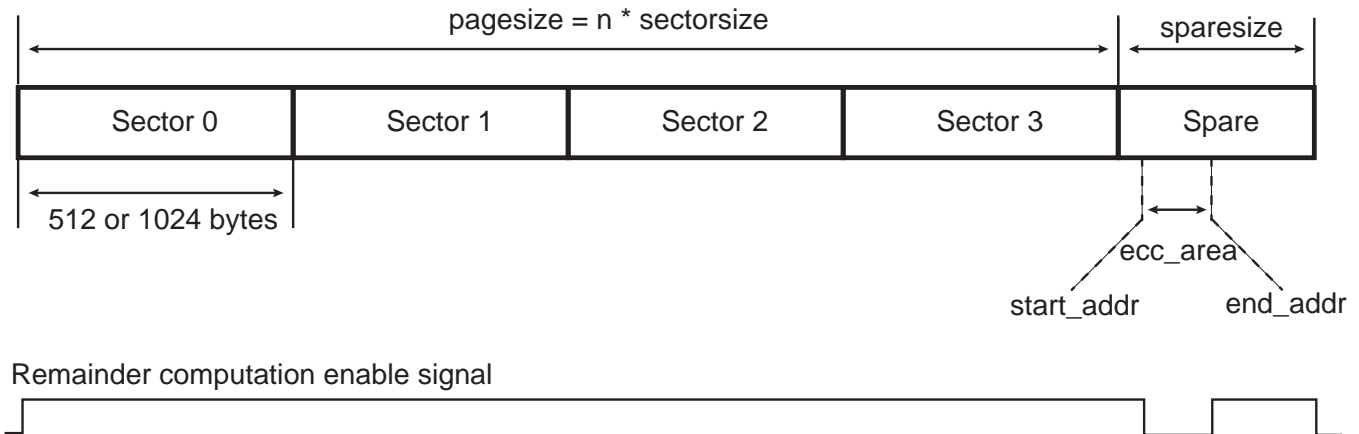 pagesize = n * sectorsize
sparesize
Sector 0
Sector 1
Sector 2
Sector 3
Spare
512 or 1024 bytes
ecc_area
start_addr
end_addr
Remainder computation enable signal